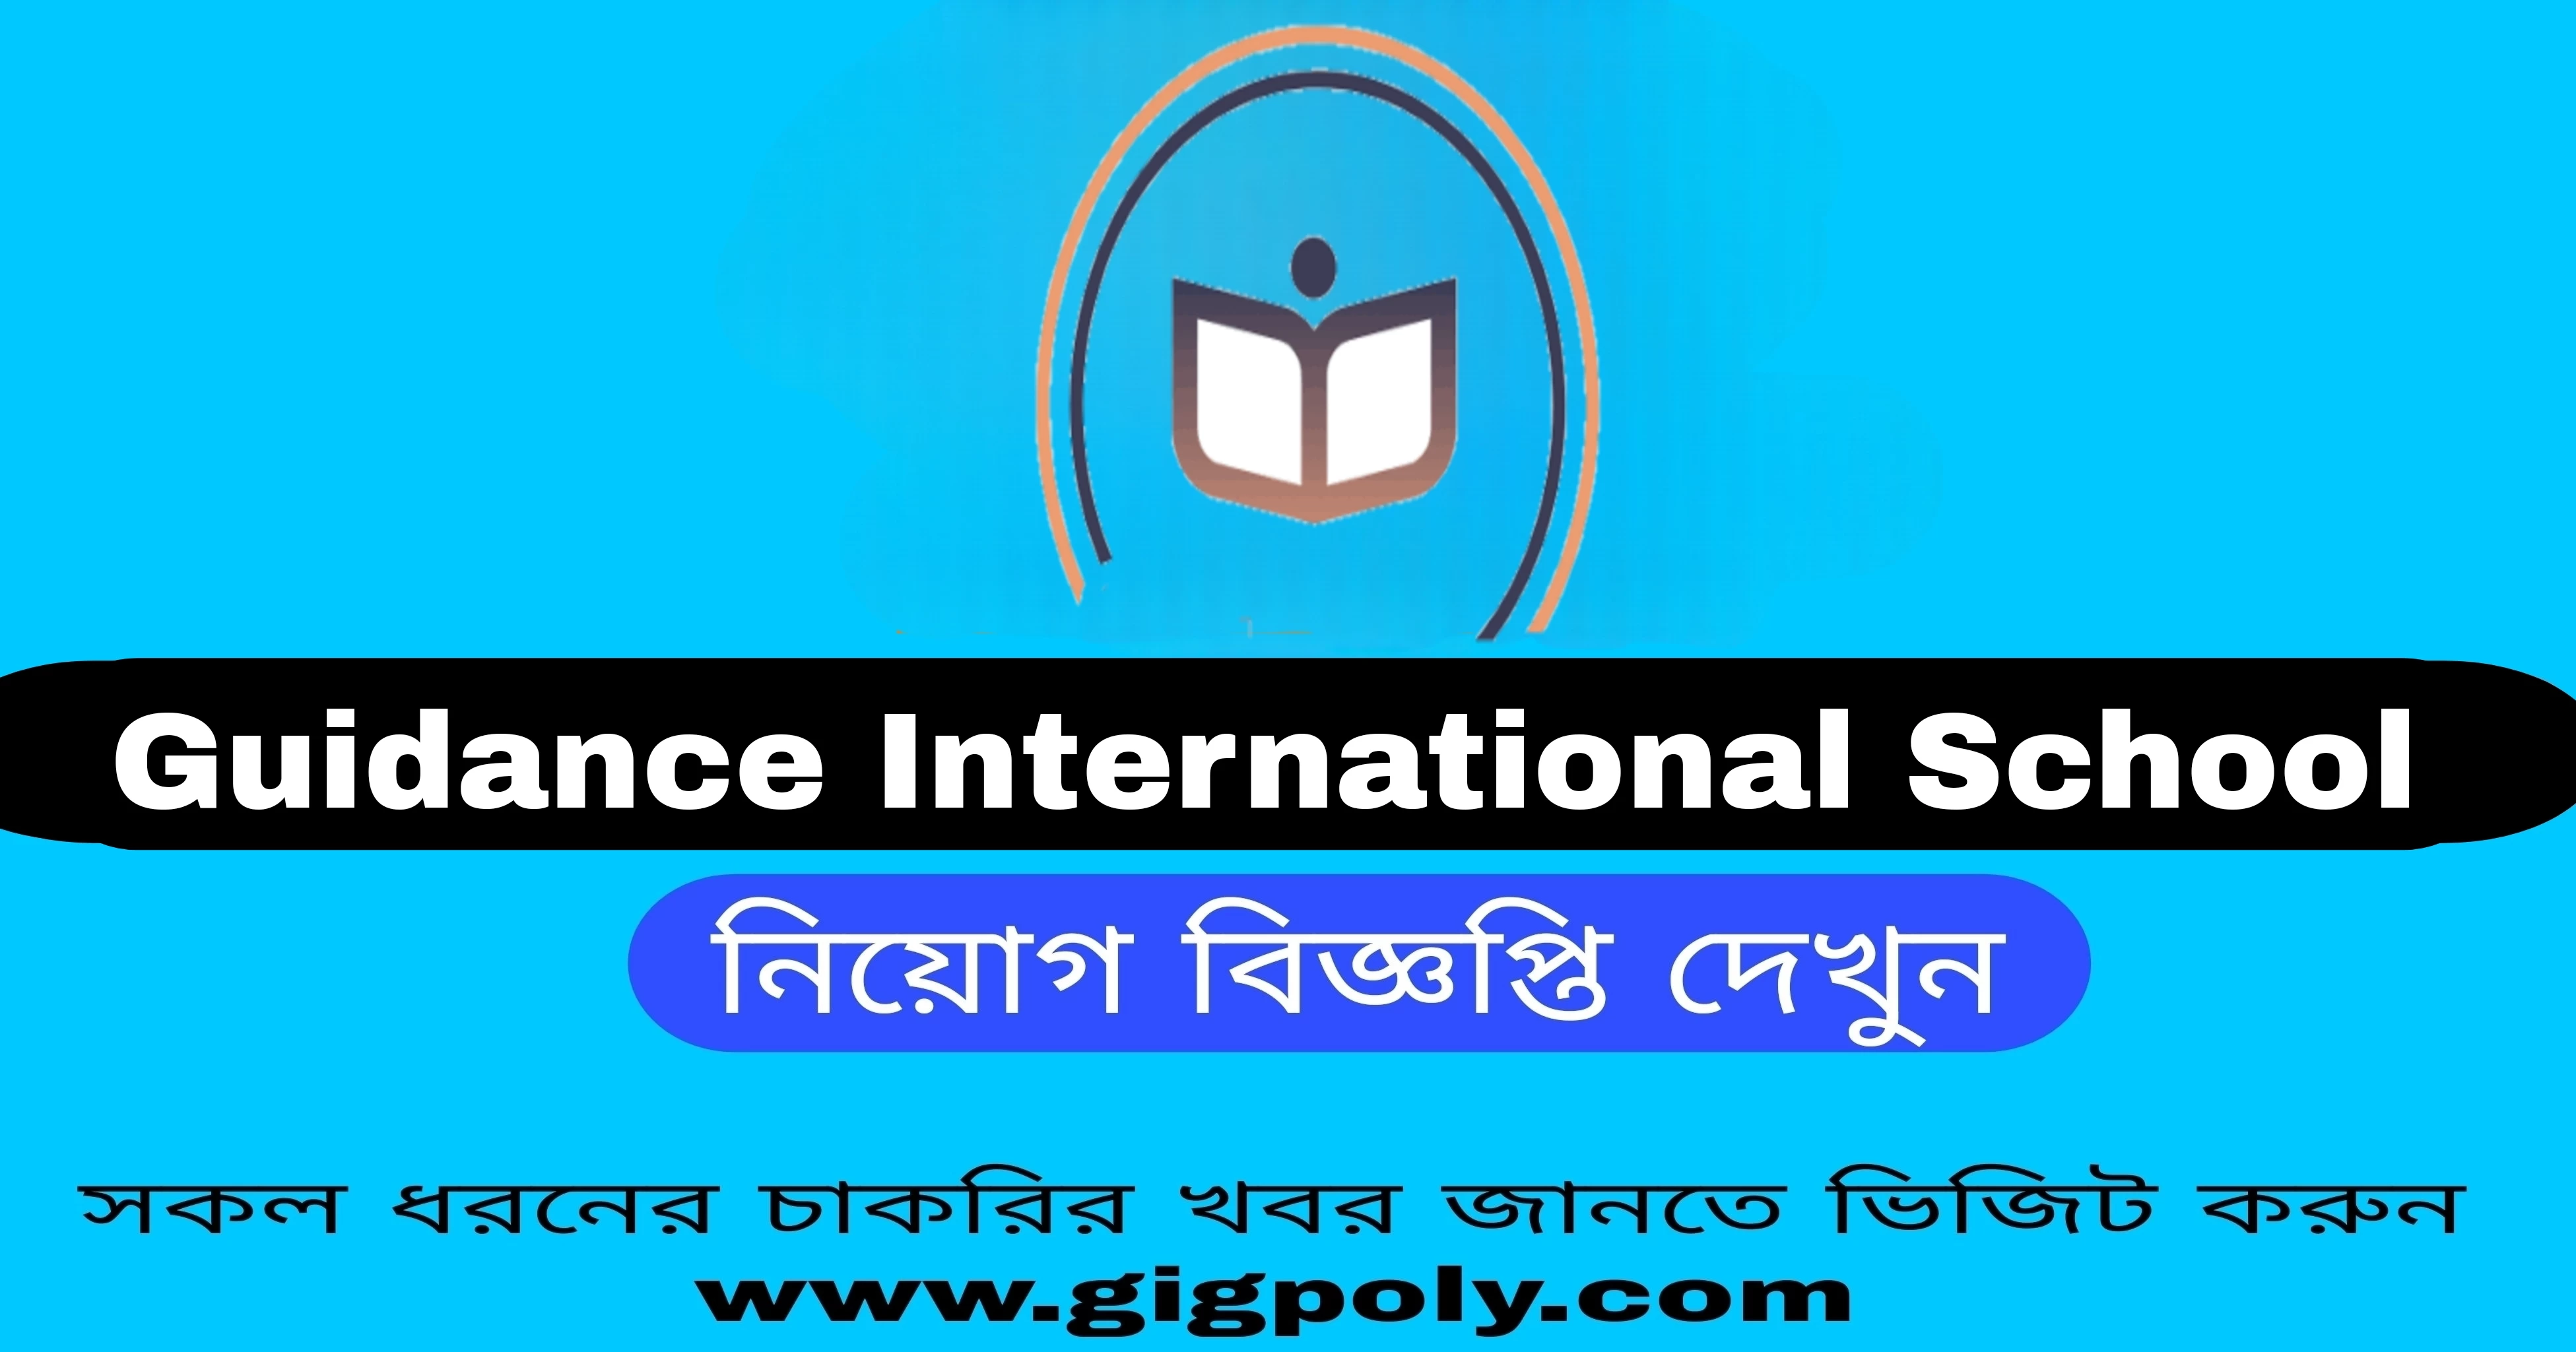 Guidance International School
নিয়োগ বিজ্ঞপ্তি দেখুন
সকল ধরনের চাকরির খবর জানতে ভিজিট করুন
www.gigpoly.com